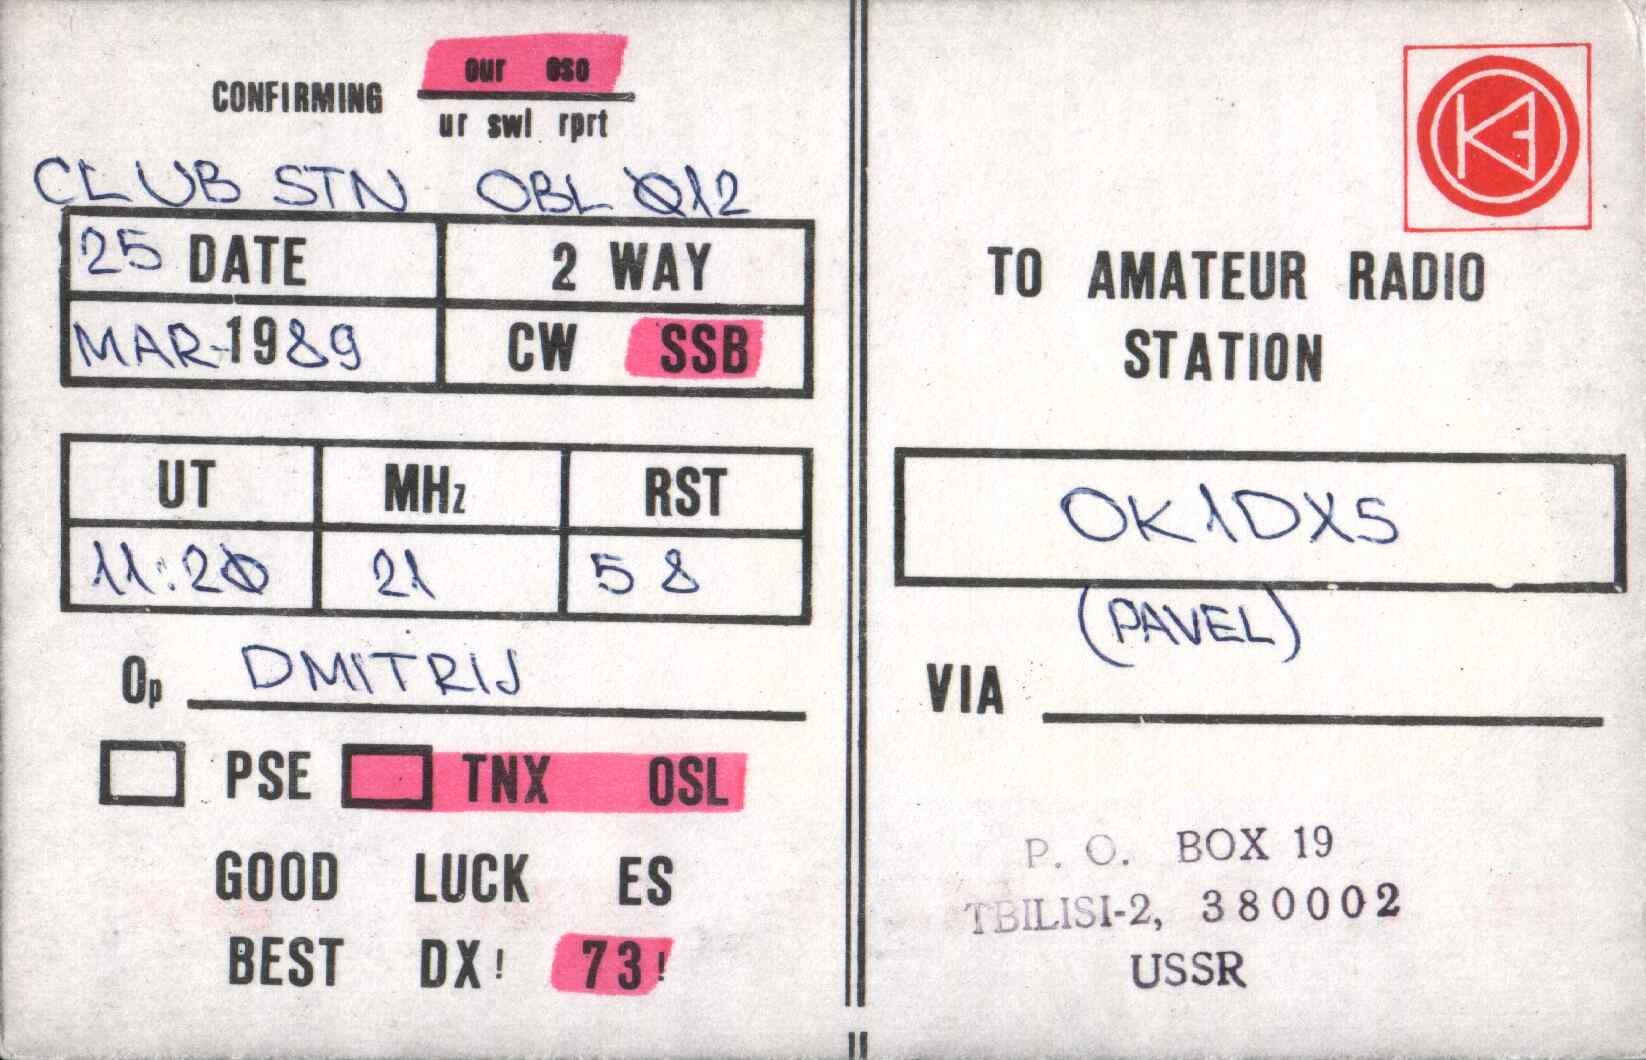 our QSO
CONFIRMING
ur swl rprt
CLUB STN OBL Ø12
25 DATE
2 WAY
MAR-1989
CW SSB
UT MHz RST
11:2Ø 21 58
Op DMITRIJ
PSE TNX QSL
GOOD LUCK ES
BEST DX! 73!
TO AMATEUR RADIO
STATION
OK1DXS
(PAVEL)
VIA
P. O. BOX 19
TBILISI-2, 380002
USSR